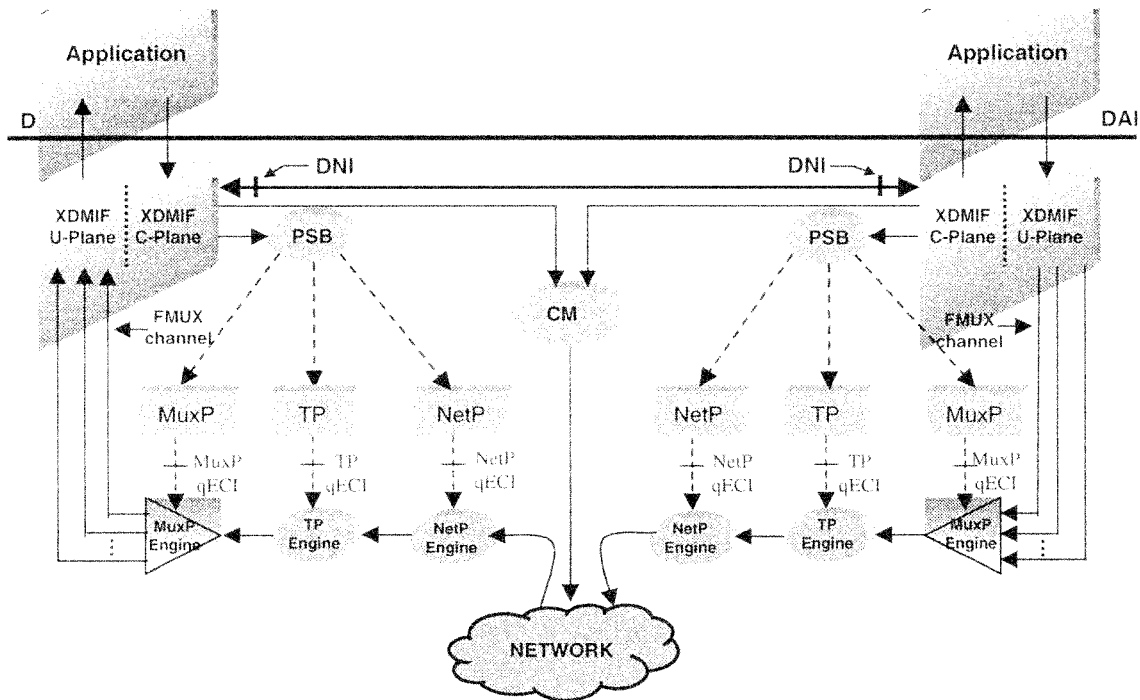 Application
Application
D
DAI
DNI
DNI
XDMIF
U-Plane
XDMIF
C-Plane
PSB
PSB
XDMIF
C-Plane
XDMIF
U-Plane
CM
FMUX
channel
FMUX
channel
MuxP
TP
NetP
NetP
TP
MuxP
MuxP
qECI
TP
qECI
NetP
qECI
NetP
qECI
TP
qECI
MuxP
qECI
MuxP
Engine
TP
Engine
NetP
Engine
NetP
Engine
TP
Engine
MuxP
Engine
NETWORK